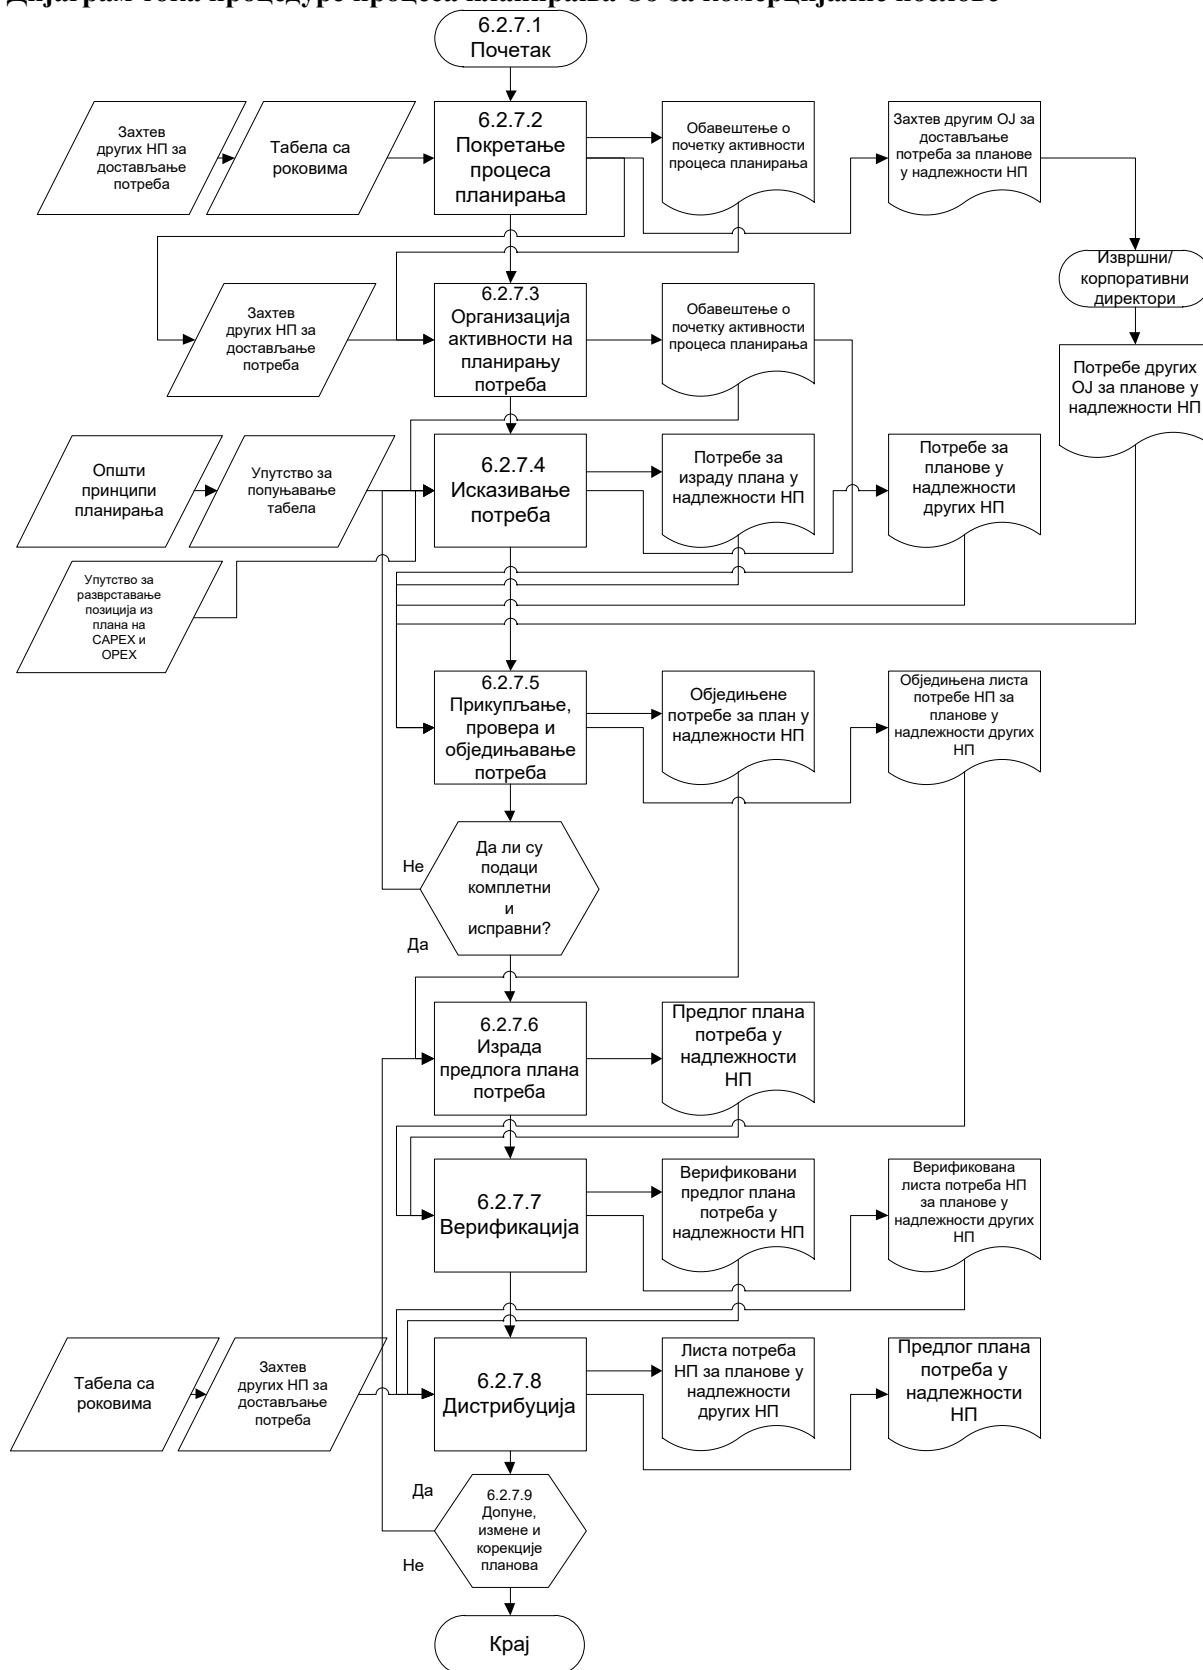 Дијаграм тока процедуре процеса планирања Сб за комерцијалне послове
6.2.7.1
Почетак
Захтев
других НП за
достављање
потреба
Табела са
роковима
6.2.7.2
Покретање
процеса
планирања
Обавештење о
почетку активности
процеса планирања
Захтев другим ОЈ за
достављање
потреба за планове
у надлежности НП
Извршни/
корпоративни
директори
Захтев
других НП за
достављање
потреба
6.2.7.3
Организација
активности на
планирању
потреба
Обавештење о
почетку активности
процеса планирања
Потребе других
ОЈ за планове у
надлежности НП
Општи
принципи
планирања
Упутство за
попуњавање
табела
6.2.7.4
Исказивање
потреба
Потребе за
израду плана у
надлежности НП
Потребе за
планове у
надлежности
других НП
Упутство за
разврставање
позиција из
плана на
CAPEX и
OPEX
6.2.7.5
Прикупљање,
провера и
обједињавање
потреба
Обједињене
потребе за план у
надлежности НП
Обједињена листа
потребе НП за
планове у
надлежности других
НП
Не
Да ли су
подаци
комплетни
и
исправни?
Да
6.2.7.6
Израда
предлога плана
потреба
Предлог плана
потреба у
надлежности
НП
6.2.7.7
Верификација
Верификовани
предлог плана
потреба у
надлежности НП
Верификована
листа потреба НП
за планове у
надлежности других
НП
Табела са
роковима
Захтев
других НП за
достављање
потреба
6.2.7.8
Дистрибуција
Листа потреба
НП за планове у
надлежности
других НП
Предлог плана
потреба у
надлежности
НП
Да
6.2.7.9
Допуне,
измене и
корекције
планова
Не
Крај